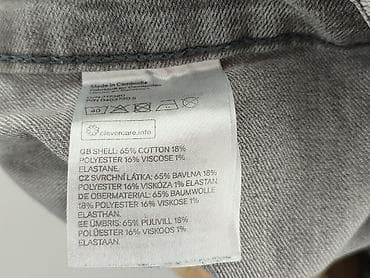 Made in Cambodia
40
clevercare.info
GB SHELL: 65% COTTON 18%
POLYESTER 16% VISCOSE 1%
ELASTANE.
CZ SVRCHNÍ LÁTKA: 65% BAVLNA 18%
POLYESTER 16% VISKÓZA 1% ELASTAN.
DE OBERMATERIAL: 65% BAUMWOLLE
18% POLYESTER 16% VISKOSE 1%
ELASTHAN.
EE ÜMBRIS: 65% PUUVILL 18%
POLÜESTER 16% VISKOOS 1%
ELASTAAN.